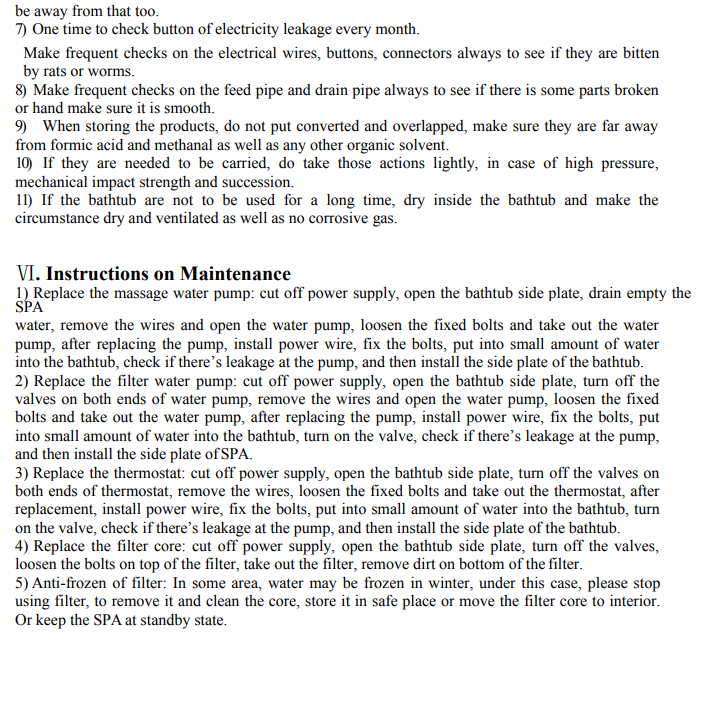 be away from that too.
7) One time to check button of electricity leakage every month.
Make frequent checks on the electrical wires, buttons, connectors always to see if they are bitten
by rats or worms.
8) Make frequent checks on the feed pipe and drain pipe always to see if there is some parts broken
or hand make sure it is smooth.
9) When storing the products, do not put converted and overlapped, make sure they are far away
from formic acid and methanal as well as any other organic solvent.
10) If they are needed to be carried, do take those actions lightly, in case of high pressure,
mechanical impact strength and succession.
11) If the bathtub are not to be used for a long time, dry inside the bathtub and make the
circumstance dry and ventilated as well as no corrosive gas.
Ⅵ. Instructions on Maintenance
1) Replace the massage water pump: cut off power supply, open the bathtub side plate, drain empty the
SPA
water, remove the wires and open the water pump, loosen the fixed bolts and take out the water
pump, after replacing the pump, install power wire, fix the bolts, put into small amount of water
into the bathtub, check if there’s leakage at the pump, and then install the side plate of the bathtub.
2) Replace the filter water pump: cut off power supply, open the bathtub side plate, turn off the
valves on both ends of water pump, remove the wires and open the water pump, loosen the fixed
bolts and take out the water pump, after replacing the pump, install power wire, fix the bolts, put
into small amount of water into the bathtub, turn on the valve, check if there’s leakage at the pump,
and then install the side plate of SPA.
3) Replace the thermostat: cut off power supply, open the bathtub side plate, turn off the valves on
both ends of thermostat, remove the wires, loosen the fixed bolts and take out the thermostat, after
replacement, install power wire, fix the bolts, put into small amount of water into the bathtub, turn
on the valve, check if there’s leakage at the pump, and then install the side plate of the bathtub.
4) Replace the filter core: cut off power supply, open the bathtub side plate, turn off the valves,
loosen the bolts on top of the filter, take out the filter, remove dirt on bottom of the filter.
5) Anti-frozen of filter: In some area, water may be frozen in winter, under this case, please stop
using filter, to remove it and clean the core, store it in safe place or move the filter core to interior.
Or keep the SPA at standby state.